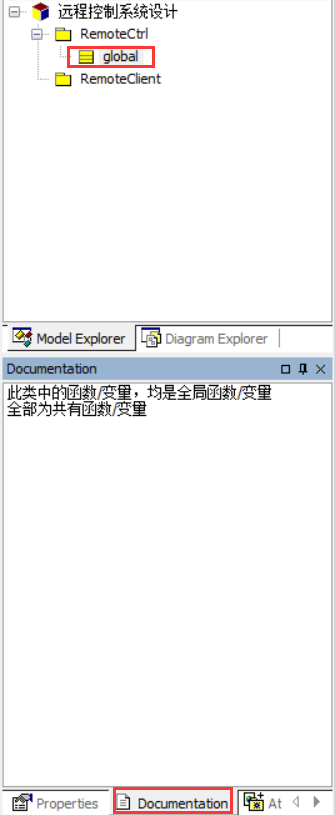 远程控制系统设计
RemoteCtrl
global
RemoteClient
Model Explorer Diagram Explorer
Documentation
此类中的函数/变量，均是全局函数/变量
全部为共有函数/变量
Properties Documentation At